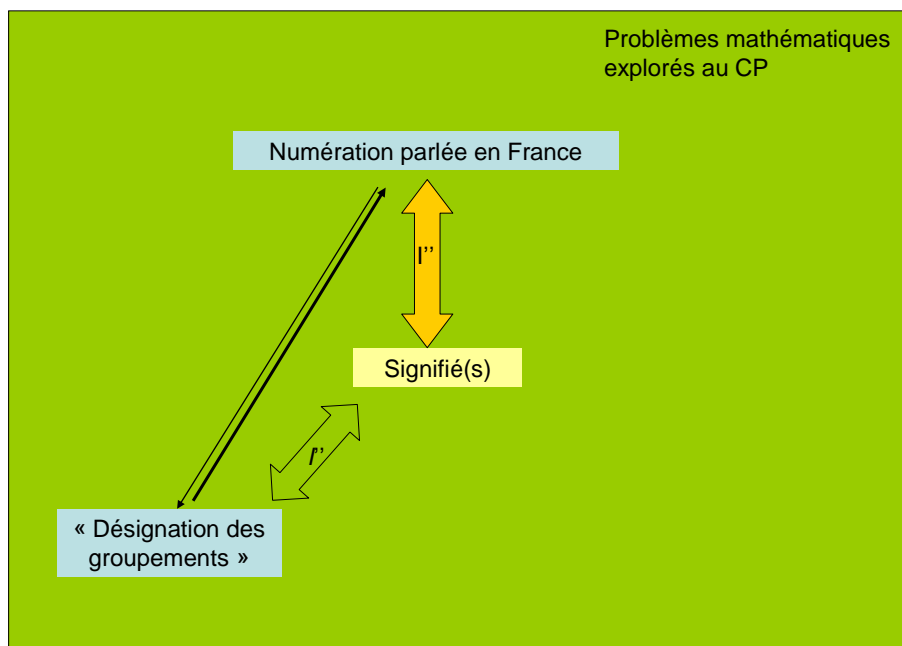 Problèmes mathématiques
explorés au CP
Numération parlée en France
I’’
Signifié(s)
« Désignation des
groupements »